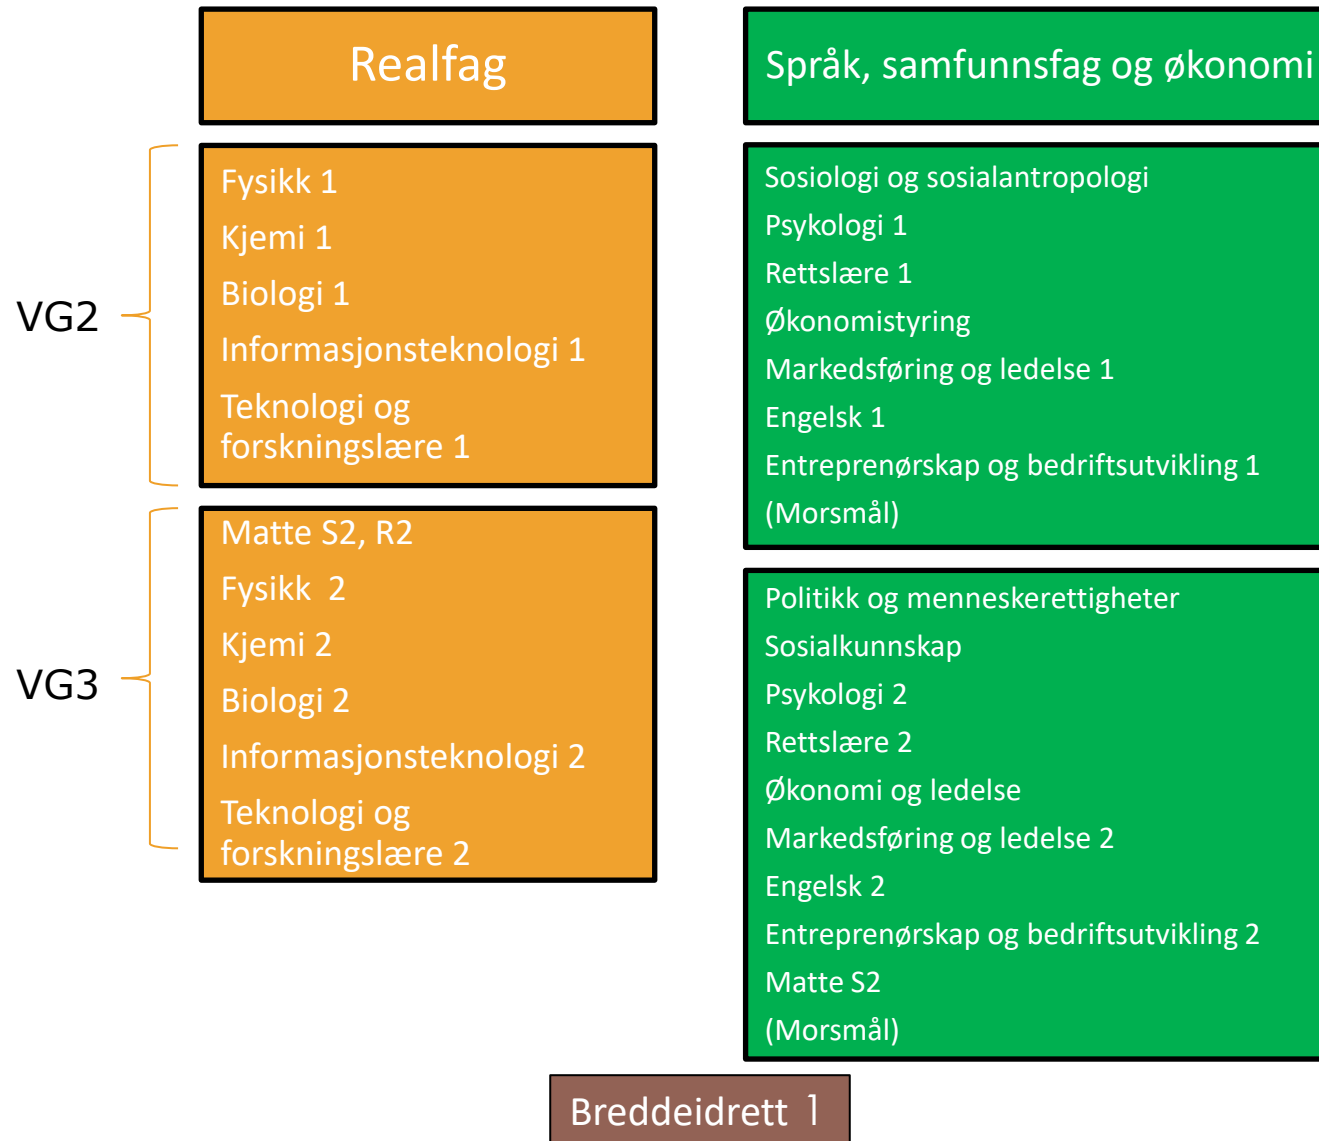 Realfag
Språk, samfunnsfag og økonomi
VG2
Fysikk 1
Kjemi 1
Biologi 1
Informasjonsteknologi 1
Teknologi og
forskningslære 1
Sosiologi og sosialantropologi
Psykologi 1
Rettslære 1
Økonomistyring
Markedsføring og ledelse 1
Engelsk 1
Entreprenørskap og bedriftsutvikling 1
(Morsmål)
VG3
Matte S2, R2
Fysikk 2
Kjemi 2
Biologi 2
Informasjonsteknologi 2
Teknologi og
forskningslære 2
Politikk og menneskerettigheter
Sosialkunnskap
Psykologi 2
Rettslære 2
Økonomi og ledelse
Markedsføring og ledelse 2
Engelsk 2
Entreprenørskap og bedriftsutvikling 2
Matte S2
(Morsmål)
Breddeidrett 1